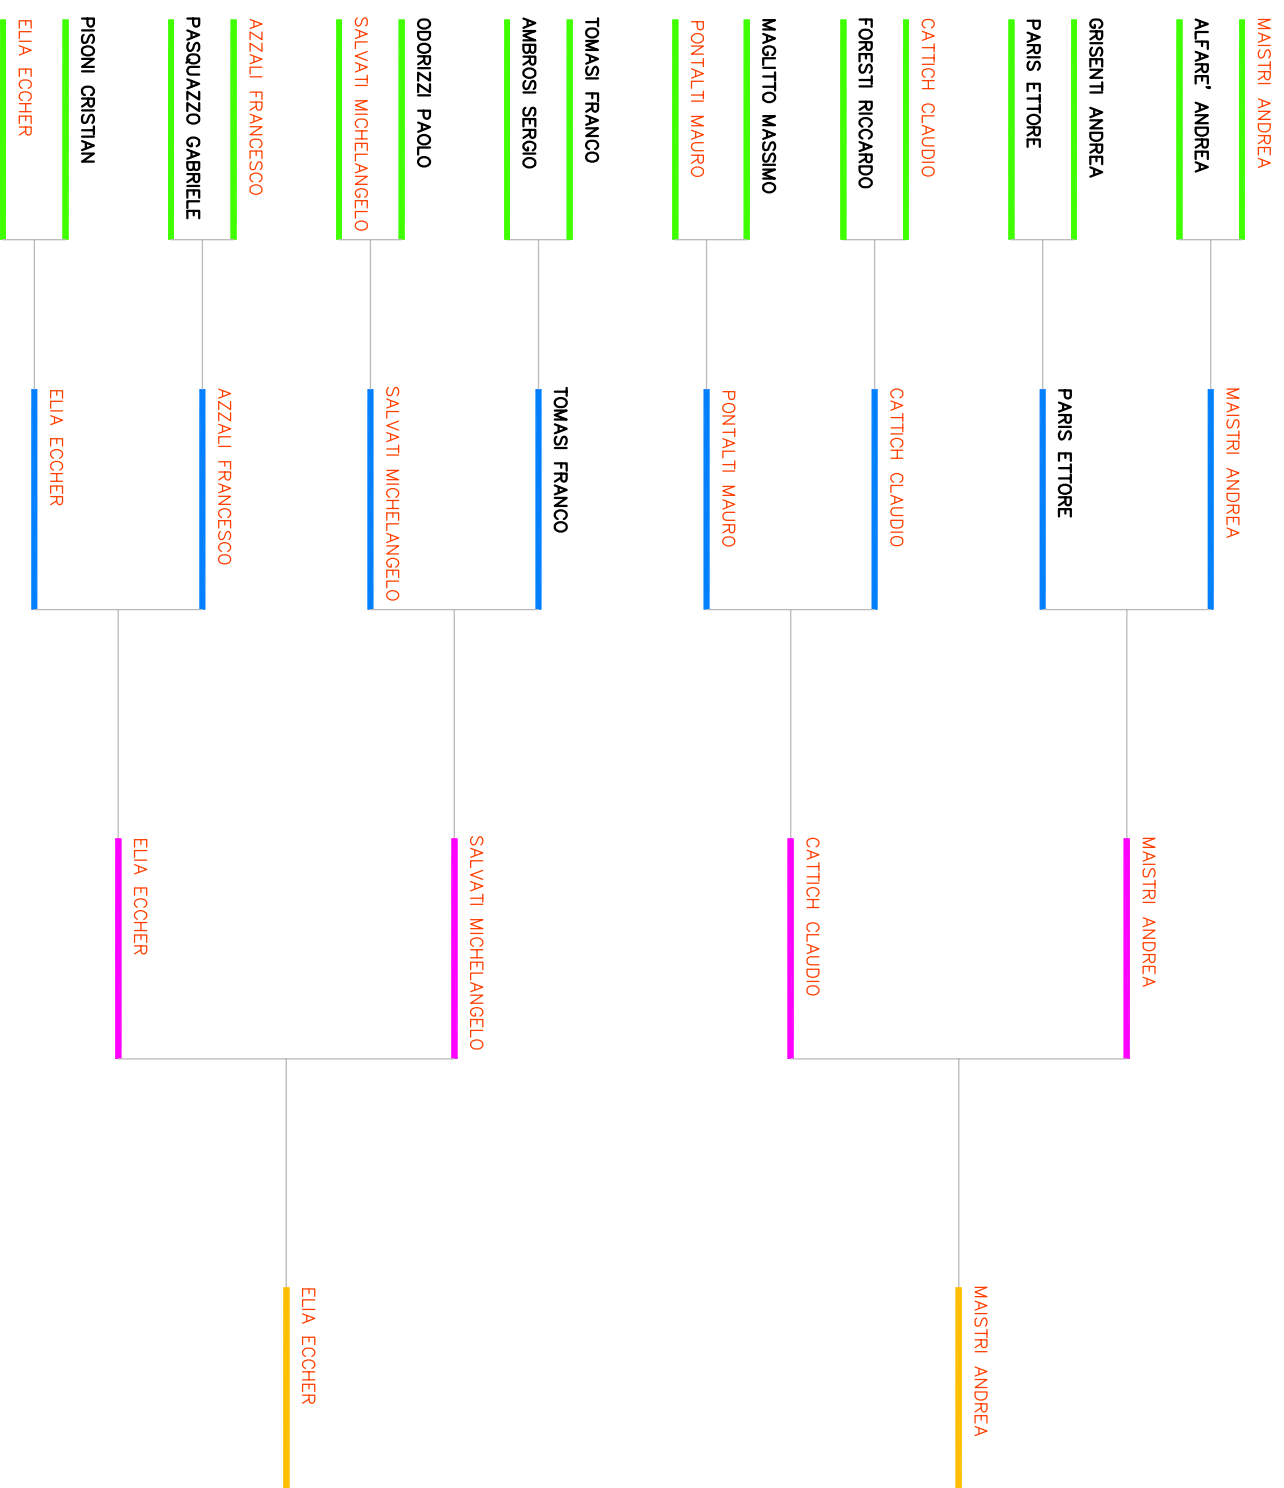 MAISTRI ANDREA
ALFARE' ANDREA
GRISENTI ANDREA
PARIS ETTORE
CATTICH CLAUDIO
FORESTI RICCARDO
MAGLITTO MASSIMO
PONTALTI MAURO
TOMASI FRANCO
AMBROSI SERGIO
ODORIZZI PAOLO
SALVATI MICHELANGELO
AZZALI FRANCESCO
PASQUAZZO GABRIELE
PISONI CRISTIAN
ELIA ECCHER
MAISTRI ANDREA
PARIS ETTORE
CATTICH CLAUDIO
PONTALTI MAURO
TOMASI FRANCO
SALVATI MICHELANGELO
AZZALI FRANCESCO
ELIA ECCHER
MAISTRI ANDREA
CATTICH CLAUDIO
SALVATI MICHELANGELO
ELIA ECCHER
MAISTRI ANDREA
ELIA ECCHER